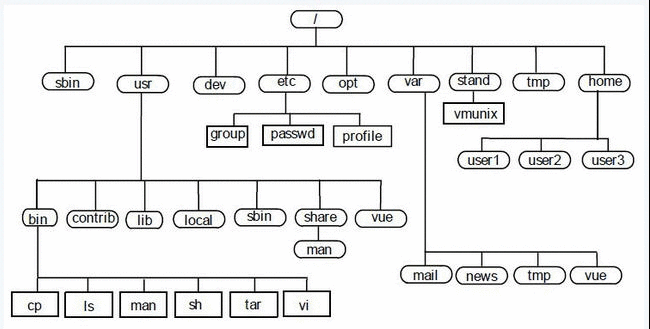 /
sbin usr dev etc opt var stand tmp home
group passwd profile vmunix
user1 user2 user3
bin contrib lib local sbin share vue
man
mail news tmp vue
cp ls man sh tar vi